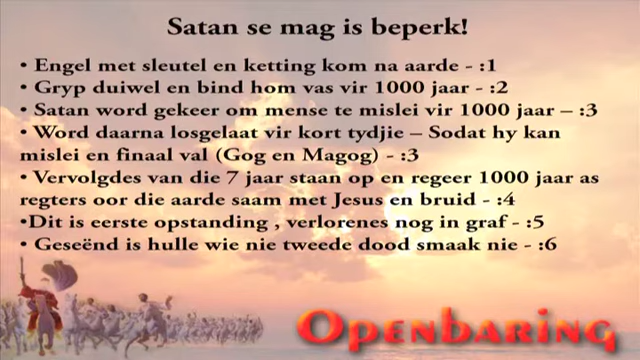 Satan se mag is beperk!
• Engel met sleutel en ketting kom na aarde - :1
• Gryp duiwel en bind hom vas vir 1000 jaar - :2
• Satan word gekeer om mense te mislei vir 1000 jaar – :3
• Word daarna losgelaat vir kort tydjie – Sodat hy kan
mislei en finaal val (Gog en Magog) - :3
• Vervolgdes van die 7 jaar staan op en regeer 1000 jaar as
regters oor die aarde saam met Jesus en bruid - :4
•Dit is eerste opstanding , verlorenes nog in graf - :5
• Geseënd is hulle wie nie tweede dood smaak nie - :6
Openbaring